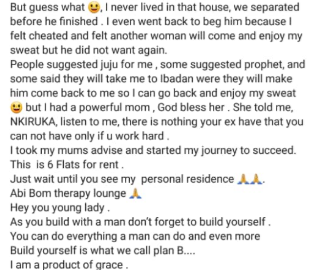 But guess what 😃, I never lived in that house, we separated
before he finished . I even went back to beg him because I
felt cheated and felt another woman will come and enjoy my
sweat but he did not want again.
People suggested juju for me , some suggested prophet, and
some said they will take me to Ibadan were they will make
him come back to me so I can go back and enjoy my sweat
😃 but I had a powerful mom , God bless her . She told me,
NKIRUKA, listen to me, there is nothing your ex have that you
can not have only if u work hard .
I took my mums advise and started my journey to succeed.
This  is 6 Flats for rent .
Just wait until you see my  personal residence 🙏🙏.
Abi Bom therapy lounge 🙏
Hey you young lady .
As you build with a man don’t forget to build yourself .
You can do everything a man can do and even more
Build yourself is what we call plan B....
I am a product of grace .